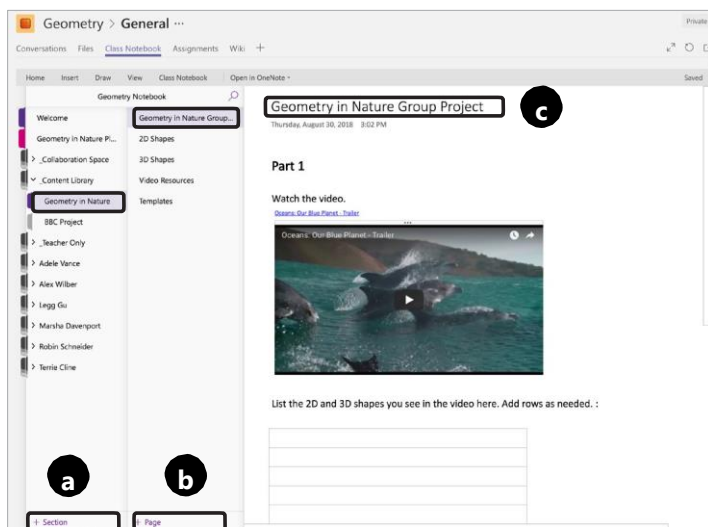 Geometry > General ...
Private
Conversations Files Class Notebook Assignments Wiki +
Home Insert Draw View Class Notebook Open in OneNote
Saved
Geometry Notebook
Welcome
Geometry in Nature Pl...
> _Collaboration Space
_Content Library
Geometry in Nature
BBC Project
> _Teacher Only
> Adele Vance
> Alex Wilber
> Legg Gu
> Marsha Davenport
> Robin Schneider
> Terrie Cline
+ Section
a
Geometry in Nature Group...
2D Shapes
3D Shapes
Video Resources
Templates
+ Page
b
Geometry in Nature Group Project
c
Thursday, August 30, 2018 3:02 PM
Part 1
Watch the video.
Oceans: Our Blue Planet - Trailer
Oceans: Our Blue Planet - Trailer
List the 2D and 3D shapes you see in the video here. Add rows as needed. :